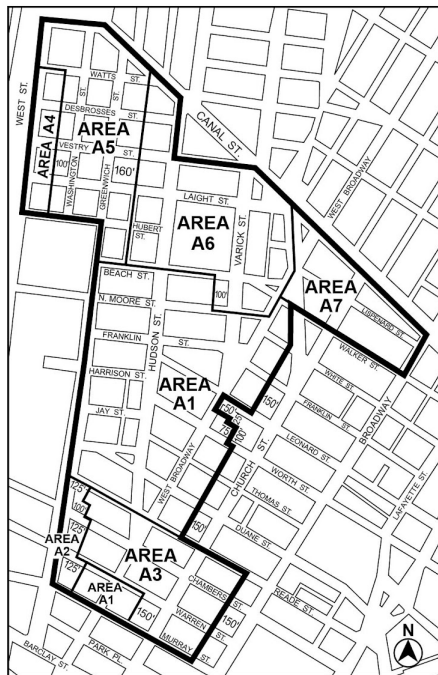 WATTS
ST.
WEST ST.
DESBROSSES
ST.
ST.
CANAL ST.
AREA A4
AREA
A5
VESTRY
ST.
100'
160'
WASHINGTON
GREENWICH
LAIGHT ST.
WEST BROADWAY
HUBERT
ST.
AREA
A6
VARICK ST.
BEACH ST.
100'
AREA
A7
N. MOORE ST.
LISPENARD ST.
FRANKLIN
ST.
HUDSON ST.
WALKER ST.
HARRISON ST.
AREA
A1
WHITE ST.
150'
FRANKLIN ST.
BROADWAY
JAY ST.
100'
LEONARD ST.
WEST BROADWAY
CHURCH ST.
WORTH ST.
LAFAYETTE ST.
THOMAS ST.
125'
100'
150'
DUANE ST.
125'
AREA
A2
AREA
A3
125'
CHAMBERS ST.
READE ST.
AREA
A1
150'
WARREN ST.
150'
MURRAY ST.
BARCLAY ST.
PARK PL.
N